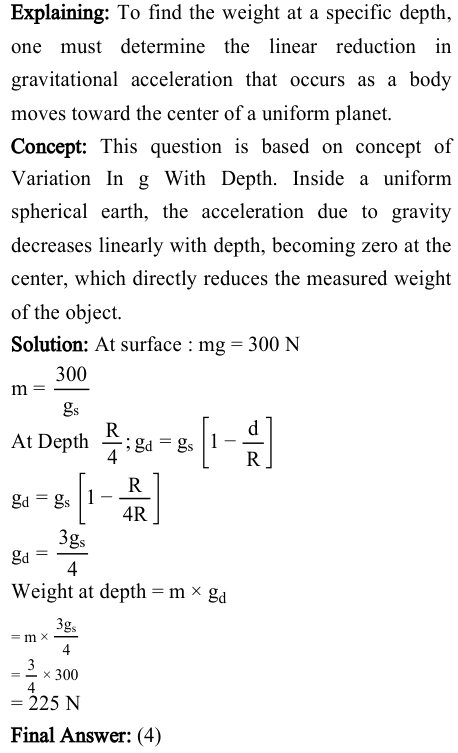 Explaining: To find the weight at a specific depth,
one must determine the linear reduction in
gravitational acceleration that occurs as a body
moves toward the center of a uniform planet.
Concept: This question is based on concept of
Variation In g With Depth. Inside a uniform
spherical earth, the acceleration due to gravity
decreases linearly with depth, becoming zero at the
center, which directly reduces the measured weight
of the object.
Solution: At surface : mg = 300 N
m = 300/gₛ
At Depth R/4 ; g_d = gₛ [1 − d/R]
g_d = gₛ [1 − R/4R]
g_d = 3gₛ/4
Weight at depth = m × g_d
= m × 3gₛ/4
= 3/4 × 300
= 225 N
Final Answer: (4)